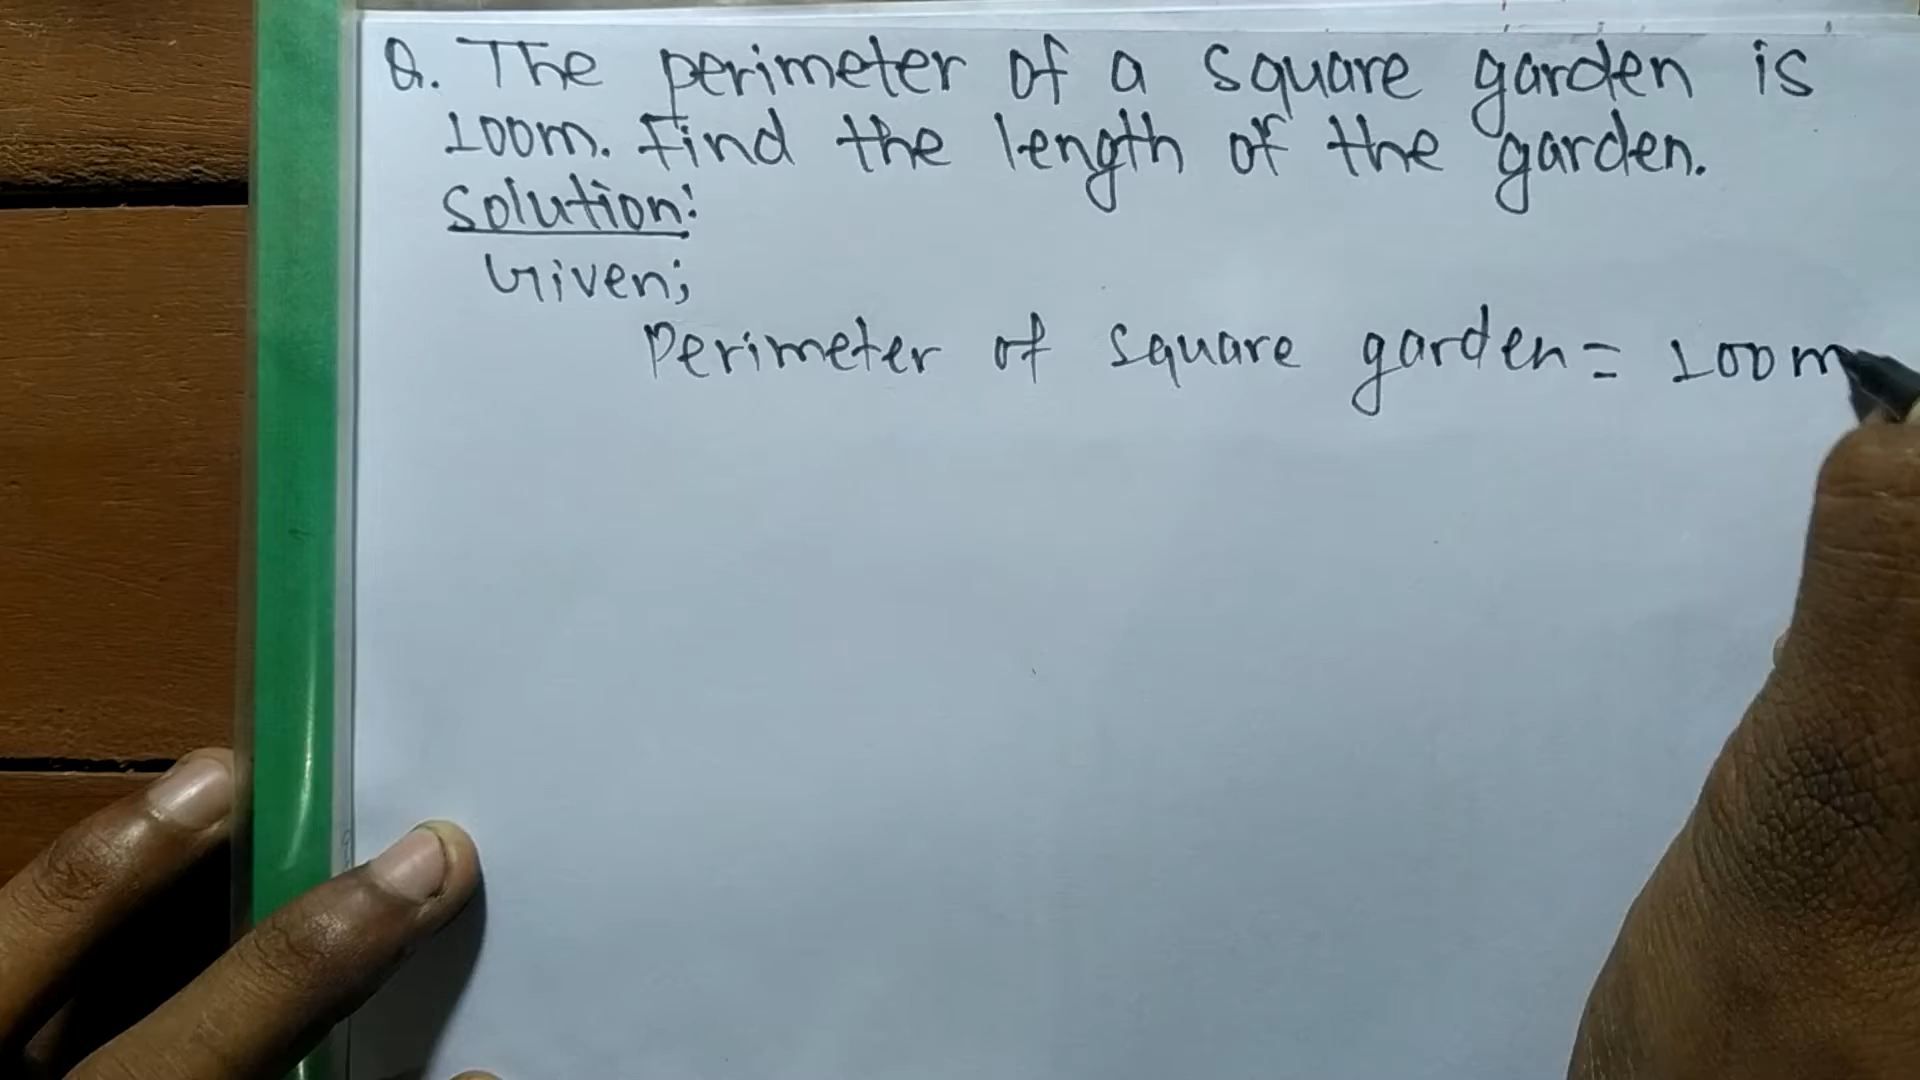 Q. The perimeter of a square garden is
100m. Find the length of the garden.
Solution:
Given;
Perimeter of square garden = 100m